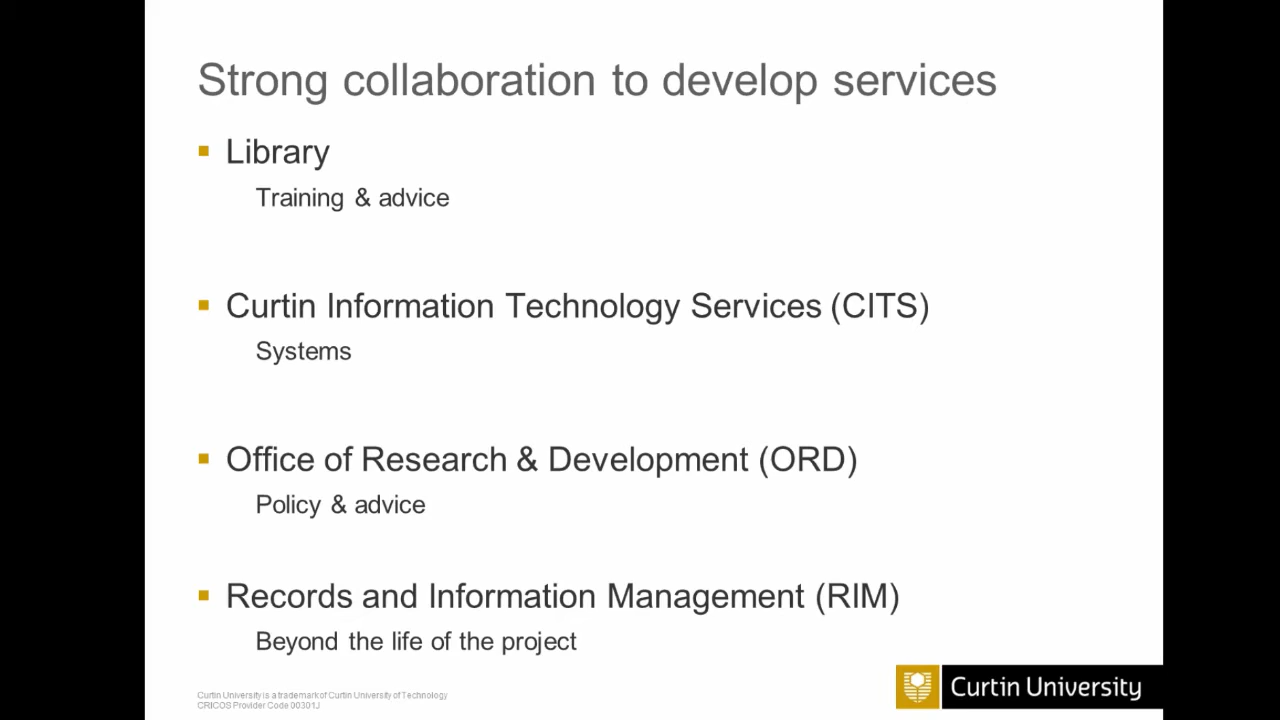 Strong collaboration to develop services
Library
Training & advice
Curtin Information Technology Services (CITS)
Systems
Office of Research & Development (ORD)
Policy & advice
Records and Information Management (RIM)
Beyond the life of the project
Curtin University is a trademark of Curtin University of Technology
CRICOS Provider Code 00301J
Curtin University